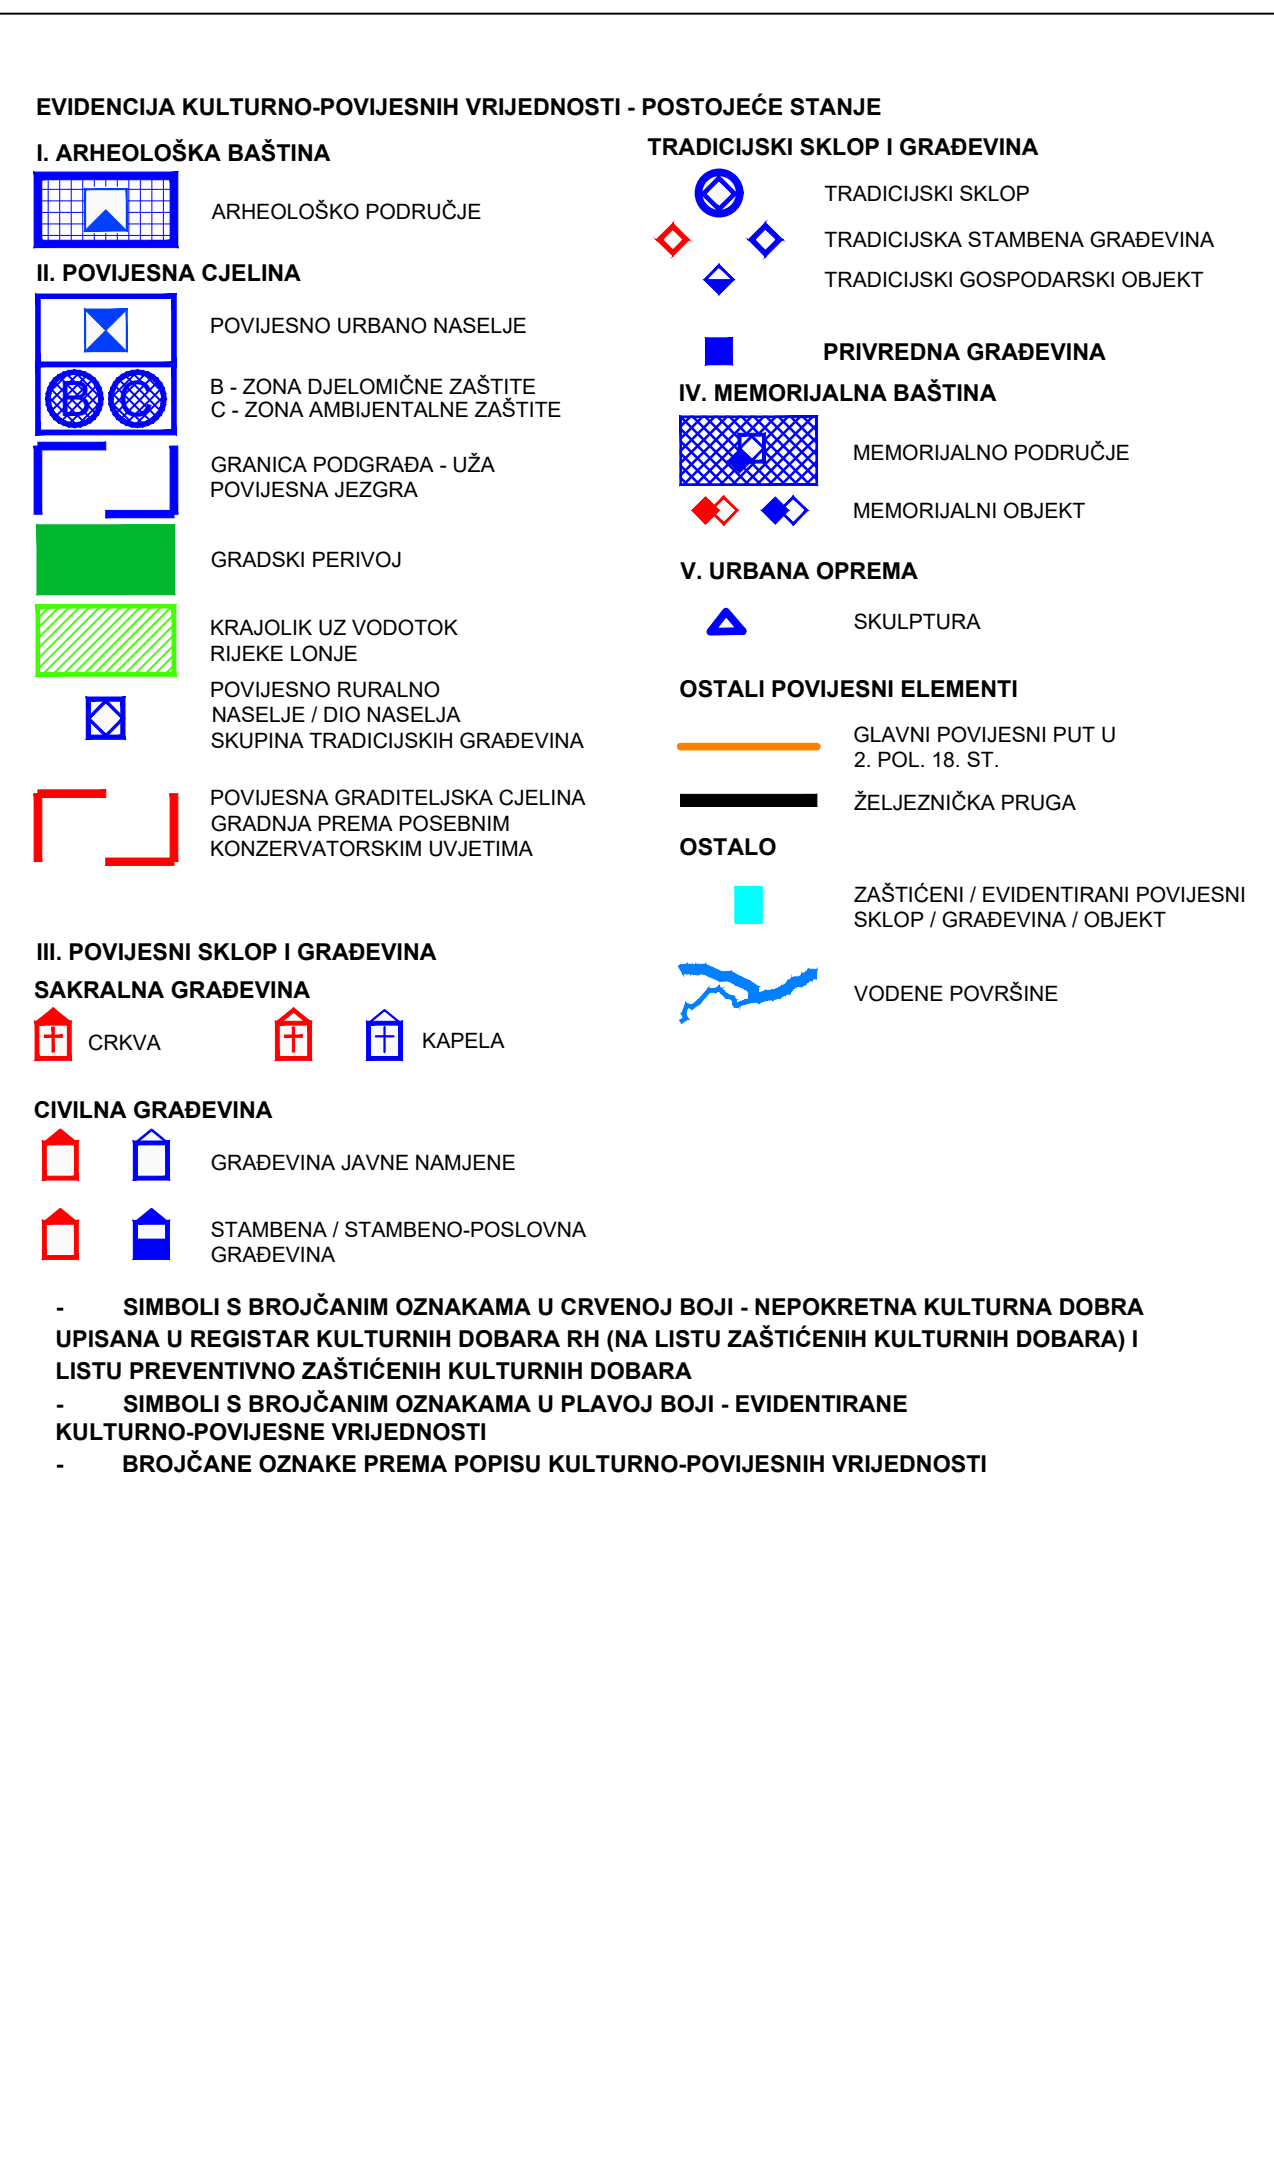 EVIDENCIJA KULTURNO-POVIJESNIH VRIJEDNOSTI - POSTOJEĆE STANJE
I. ARHEOLOŠKA BAŠTINA
ARHEOLOŠKO PODRUČJE
II. POVIJESNA CJELINA
POVIJESNO URBANO NASELJE
B C
B - ZONA DJELOMIČNE ZAŠTITE
C - ZONA AMBIJENTALNE ZAŠTITE
GRANICA PODGRAĐA - UŽA
POVIJESNA JEZGRA
GRADSKI PERIVOJ
KRAJOLIK UZ VODOTOK
RIJEKE LONJE
POVIJESNO RURALNO
NASELJE / DIO NASELJA
SKUPINA TRADICIJSKIH GRAĐEVINA
POVIJESNA GRADITELJSKA CJELINA
GRADNJA PREMA POSEBNIM
KONZERVATORSKIM UVJETIMA
III. POVIJESNI SKLOP I GRAĐEVINA
SAKRALNA GRAĐEVINA
CRKVA
KAPELA
CIVILNA GRAĐEVINA
GRAĐEVINA JAVNE NAMJENE
STAMBENA / STAMBENO-POSLOVNA
GRAĐEVINA
TRADICIJSKI SKLOP I GRAĐEVINA
TRADICIJSKI SKLOP
TRADICIJSKA STAMBENA GRAĐEVINA
TRADICIJSKI GOSPODARSKI OBJEKT
PRIVREDNA GRAĐEVINA
IV. MEMORIJALNA BAŠTINA
MEMORIJALNO PODRUČJE
MEMORIJALNI OBJEKT
V. URBANA OPREMA
SKULPTURA
OSTALI POVIJESNI ELEMENTI
GLAVNI POVIJESNI PUT U
2. POL. 18. ST.
ŽELJEZNIČKA PRUGA
OSTALO
ZAŠTIĆENI / EVIDENTIRANI POVIJESNI
SKLOP / GRAĐEVINA / OBJEKT
VODENE POVRŠINE
- SIMBOLI S BROJČANIM OZNAKAMA U CRVENOJ BOJI - NEPOKRETNA KULTURNA DOBRA
UPISANA U REGISTAR KULTURNIH DOBARA RH (NA LISTU ZAŠTIĆENIH KULTURNIH DOBARA) I
LISTU PREVENTIVNO ZAŠTIĆENIH KULTURNIH DOBARA
- SIMBOLI S BROJČANIM OZNAKAMA U PLAVOJ BOJI - EVIDENTIRANE
KULTURNO-POVIJESNE VRIJEDNOSTI
- BROJČANE OZNAKE PREMA POPISU KULTURNO-POVIJESNIH VRIJEDNOSTI